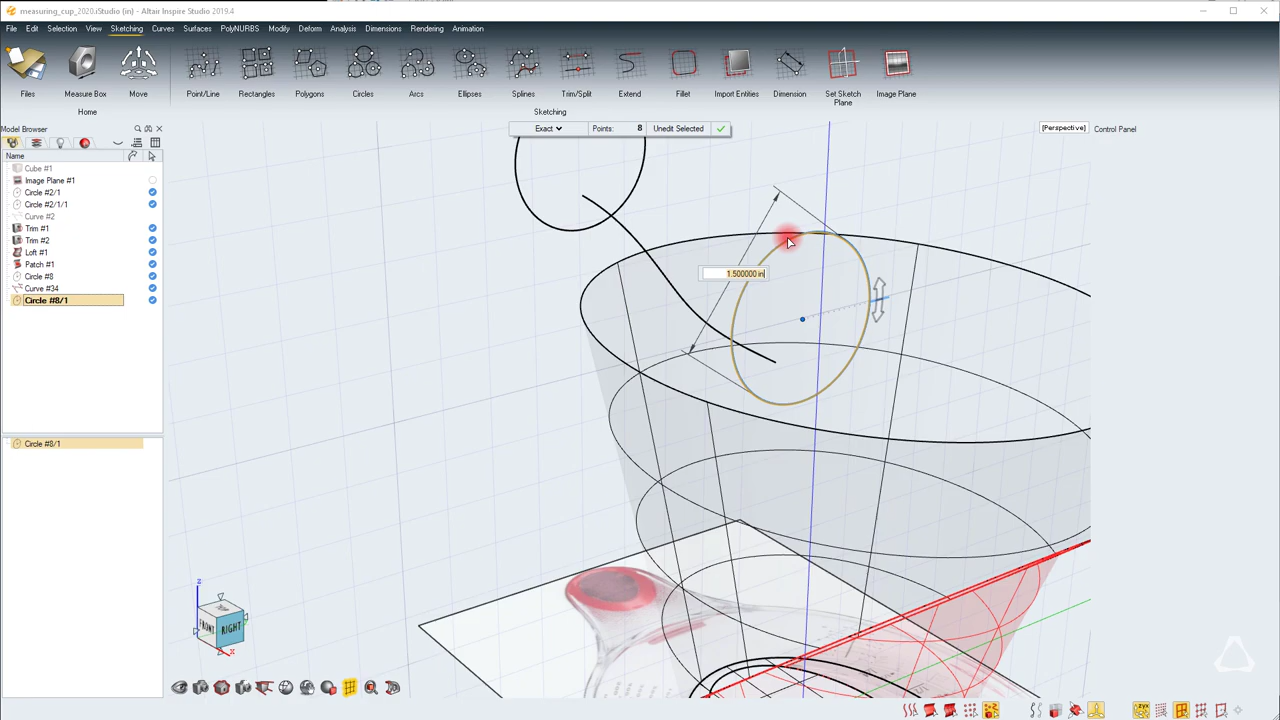 measuring_cup_2020.iStudio (in) - Altair Inspire Studio 2019.4
File Edit Selection View Sketching Curves Surfaces PolyNURBS Modify Deform Analysis Dimensions Rendering Animation
Files Measure Box Move Point/Line Rectangles Polygons Circles Arcs Ellipses Splines Trim/Split Extend Fillet Import Entities Dimension Set Sketch Plane Image Plane
Home Sketching
Model Browser
Exact Points: 8 Unedit Selected
[Perspective] Control Panel
Name
Cube #1
Image Plane #1
Circle #2/1
Circle #2/1/1
Curve #2
Trim #1
Trim #2
Loft #1
Patch #1
Circle #8
Curve #34
Circle #8/1
1.500000 in
Circle #8/1
z
FRONT RIGHT
x